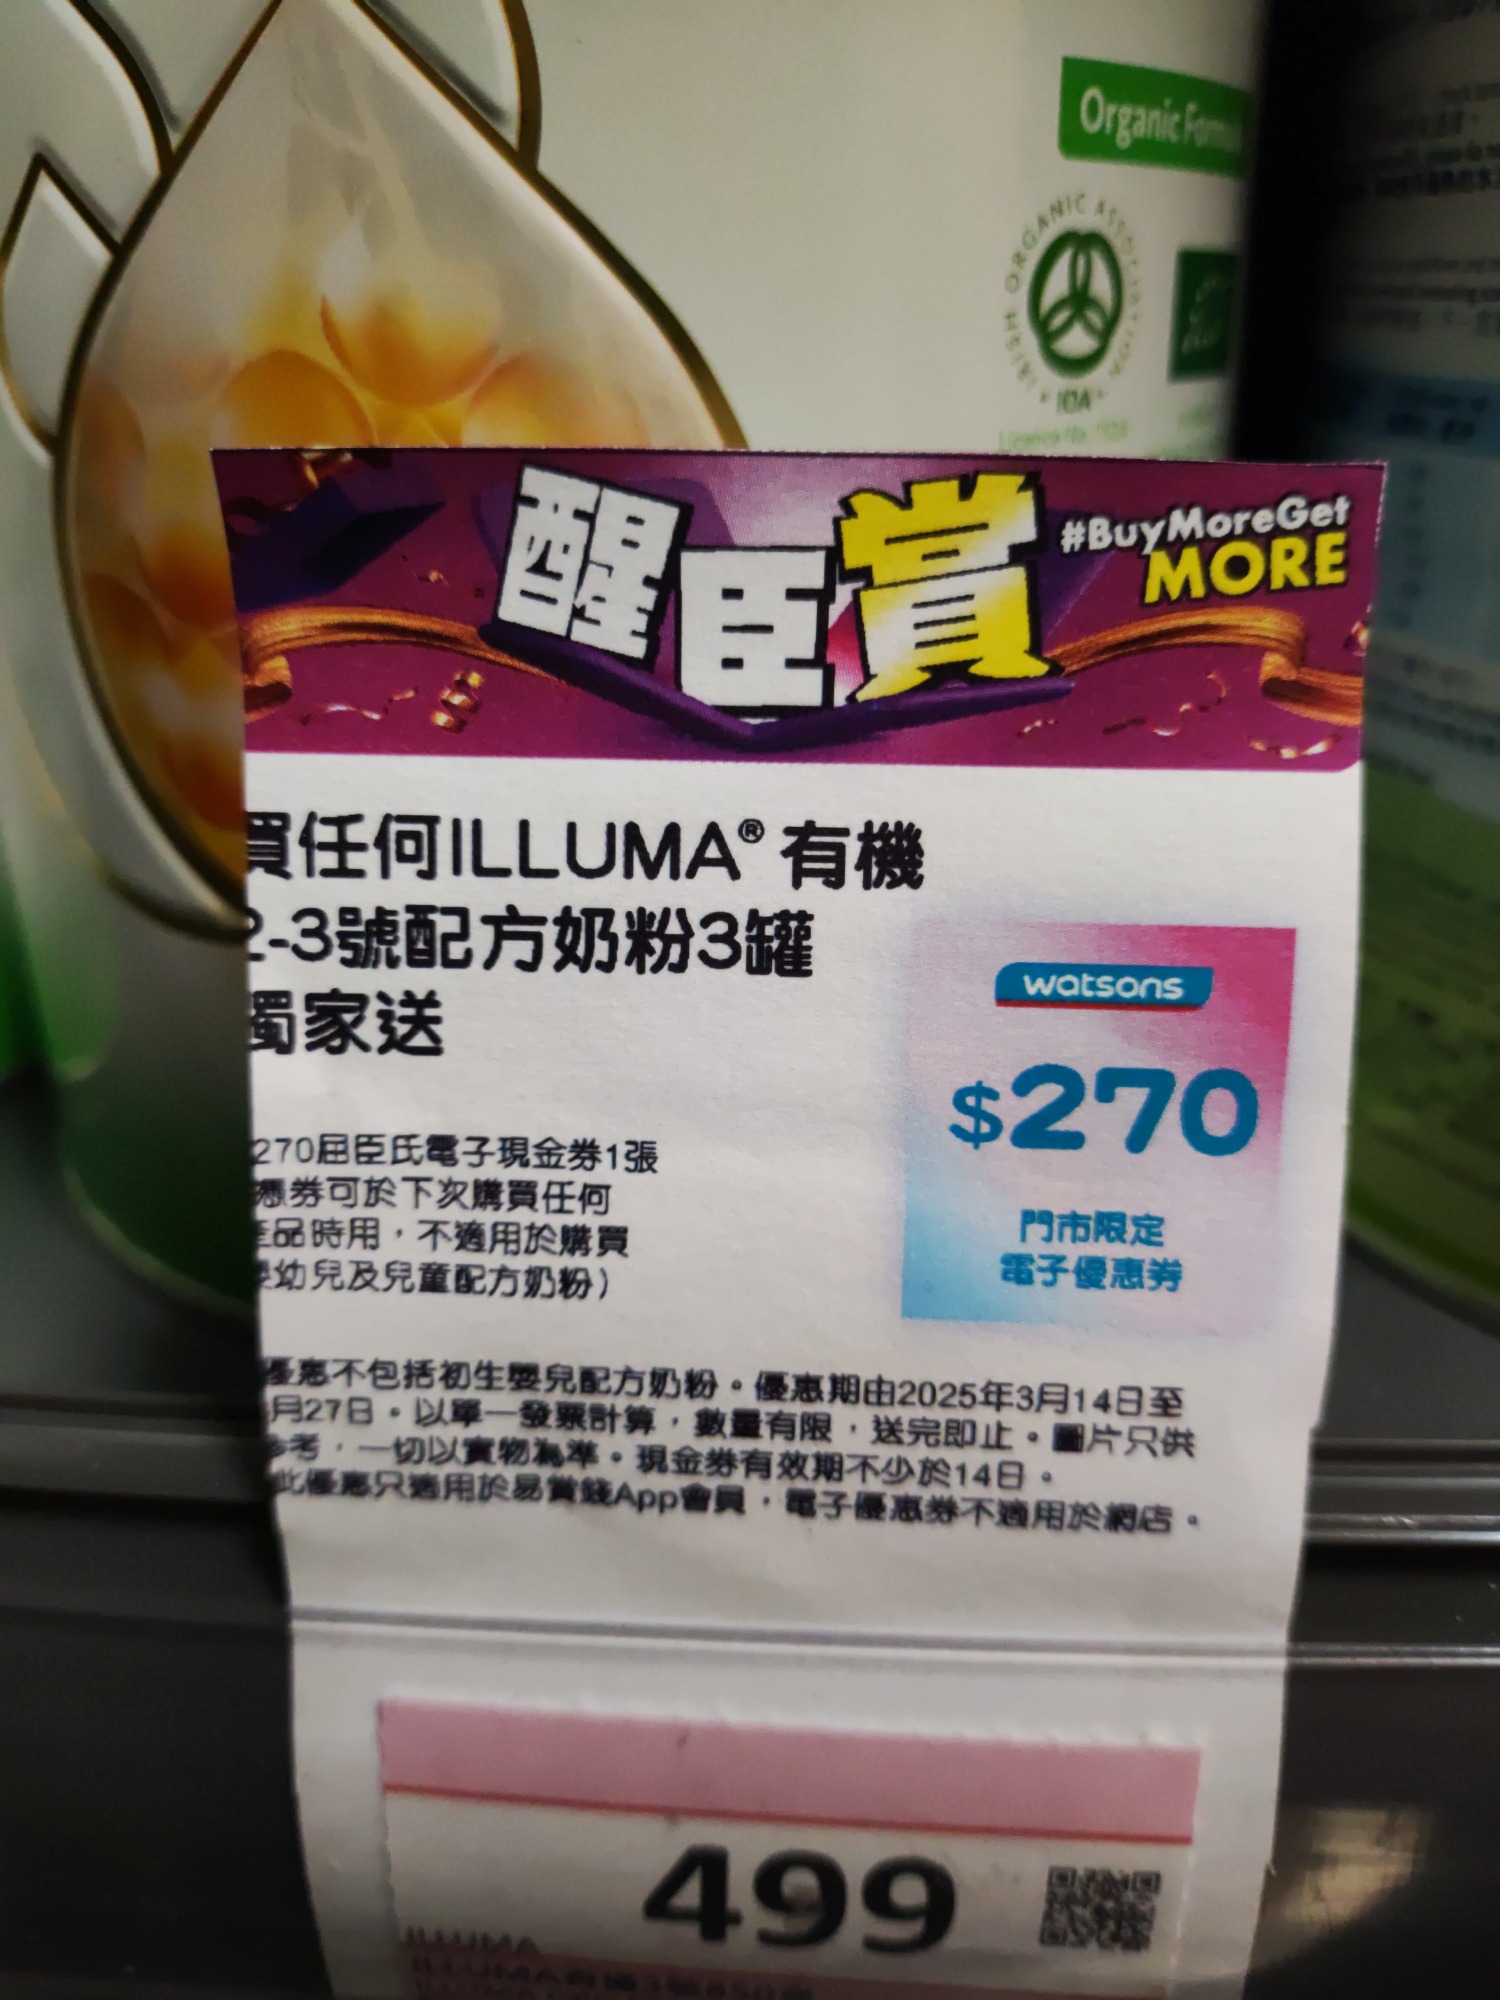 Organic Form
IRISH ORGANIC ASSOCIATION
IOA
醒臣賞
#BuyMoreGet
MORE
買任何ILLUMA® 有機
2-3號配方奶粉3罐
獨家送
watsons
$270
門市限定
電子優惠券
270屈臣氏電子現金券1張
憑券可於下次購買任何
產品時用，不適用於購買
嬰幼兒及兒童配方奶粉）
優惠不包括初生嬰兒配方奶粉。優惠期由2025年3月14日至
月27日。以單一發票計算，數量有限，送完即止。圖片只供
參考，一切以實物為準。現金券有效期不少於14日。
此優惠只適用於易賞錢App會員，電子優惠券不適用於網店。
499
ILLUMA